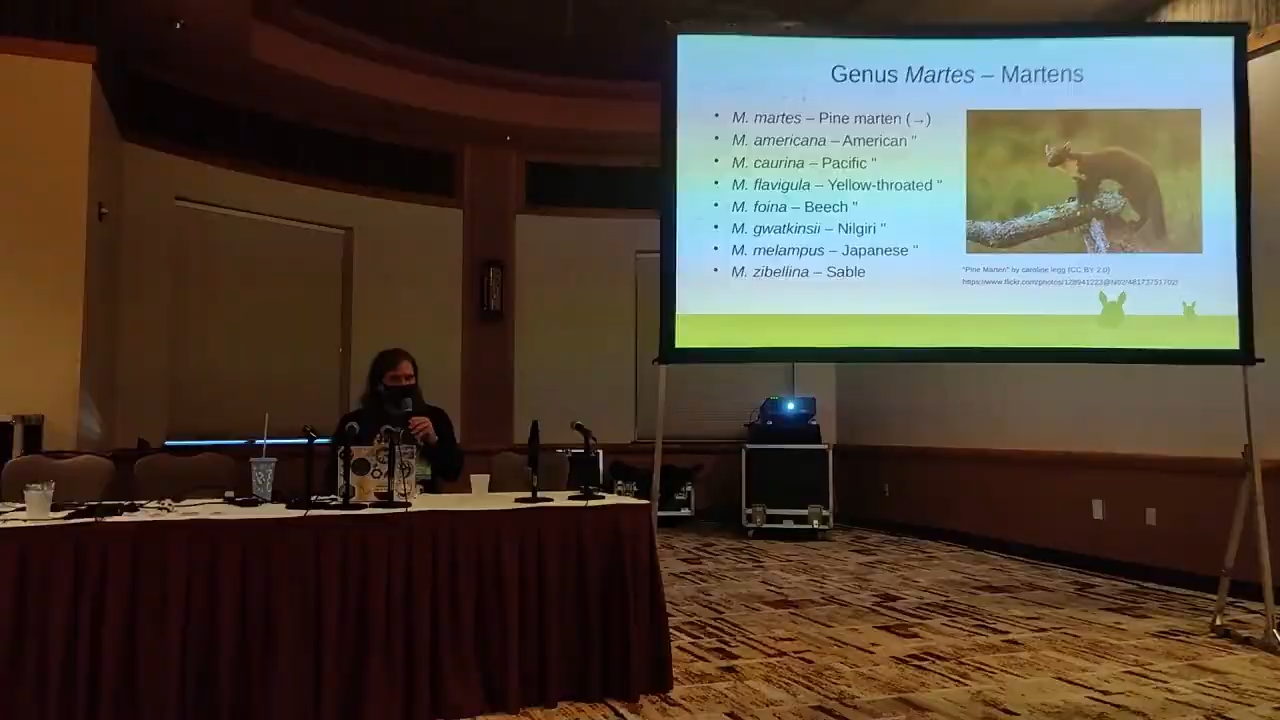 Genus Martes – Martens
• M. martes – Pine marten (→)
• M. americana – American "
• M. caurina – Pacific "
• M. flavigula – Yellow-throated "
• M. foina – Beech "
• M. gwatkinsii – Nilgiri "
• M. melampus – Japanese "
• M. zibellina – Sable
"Pine Marten" by caroline legg (CC BY 2.0)